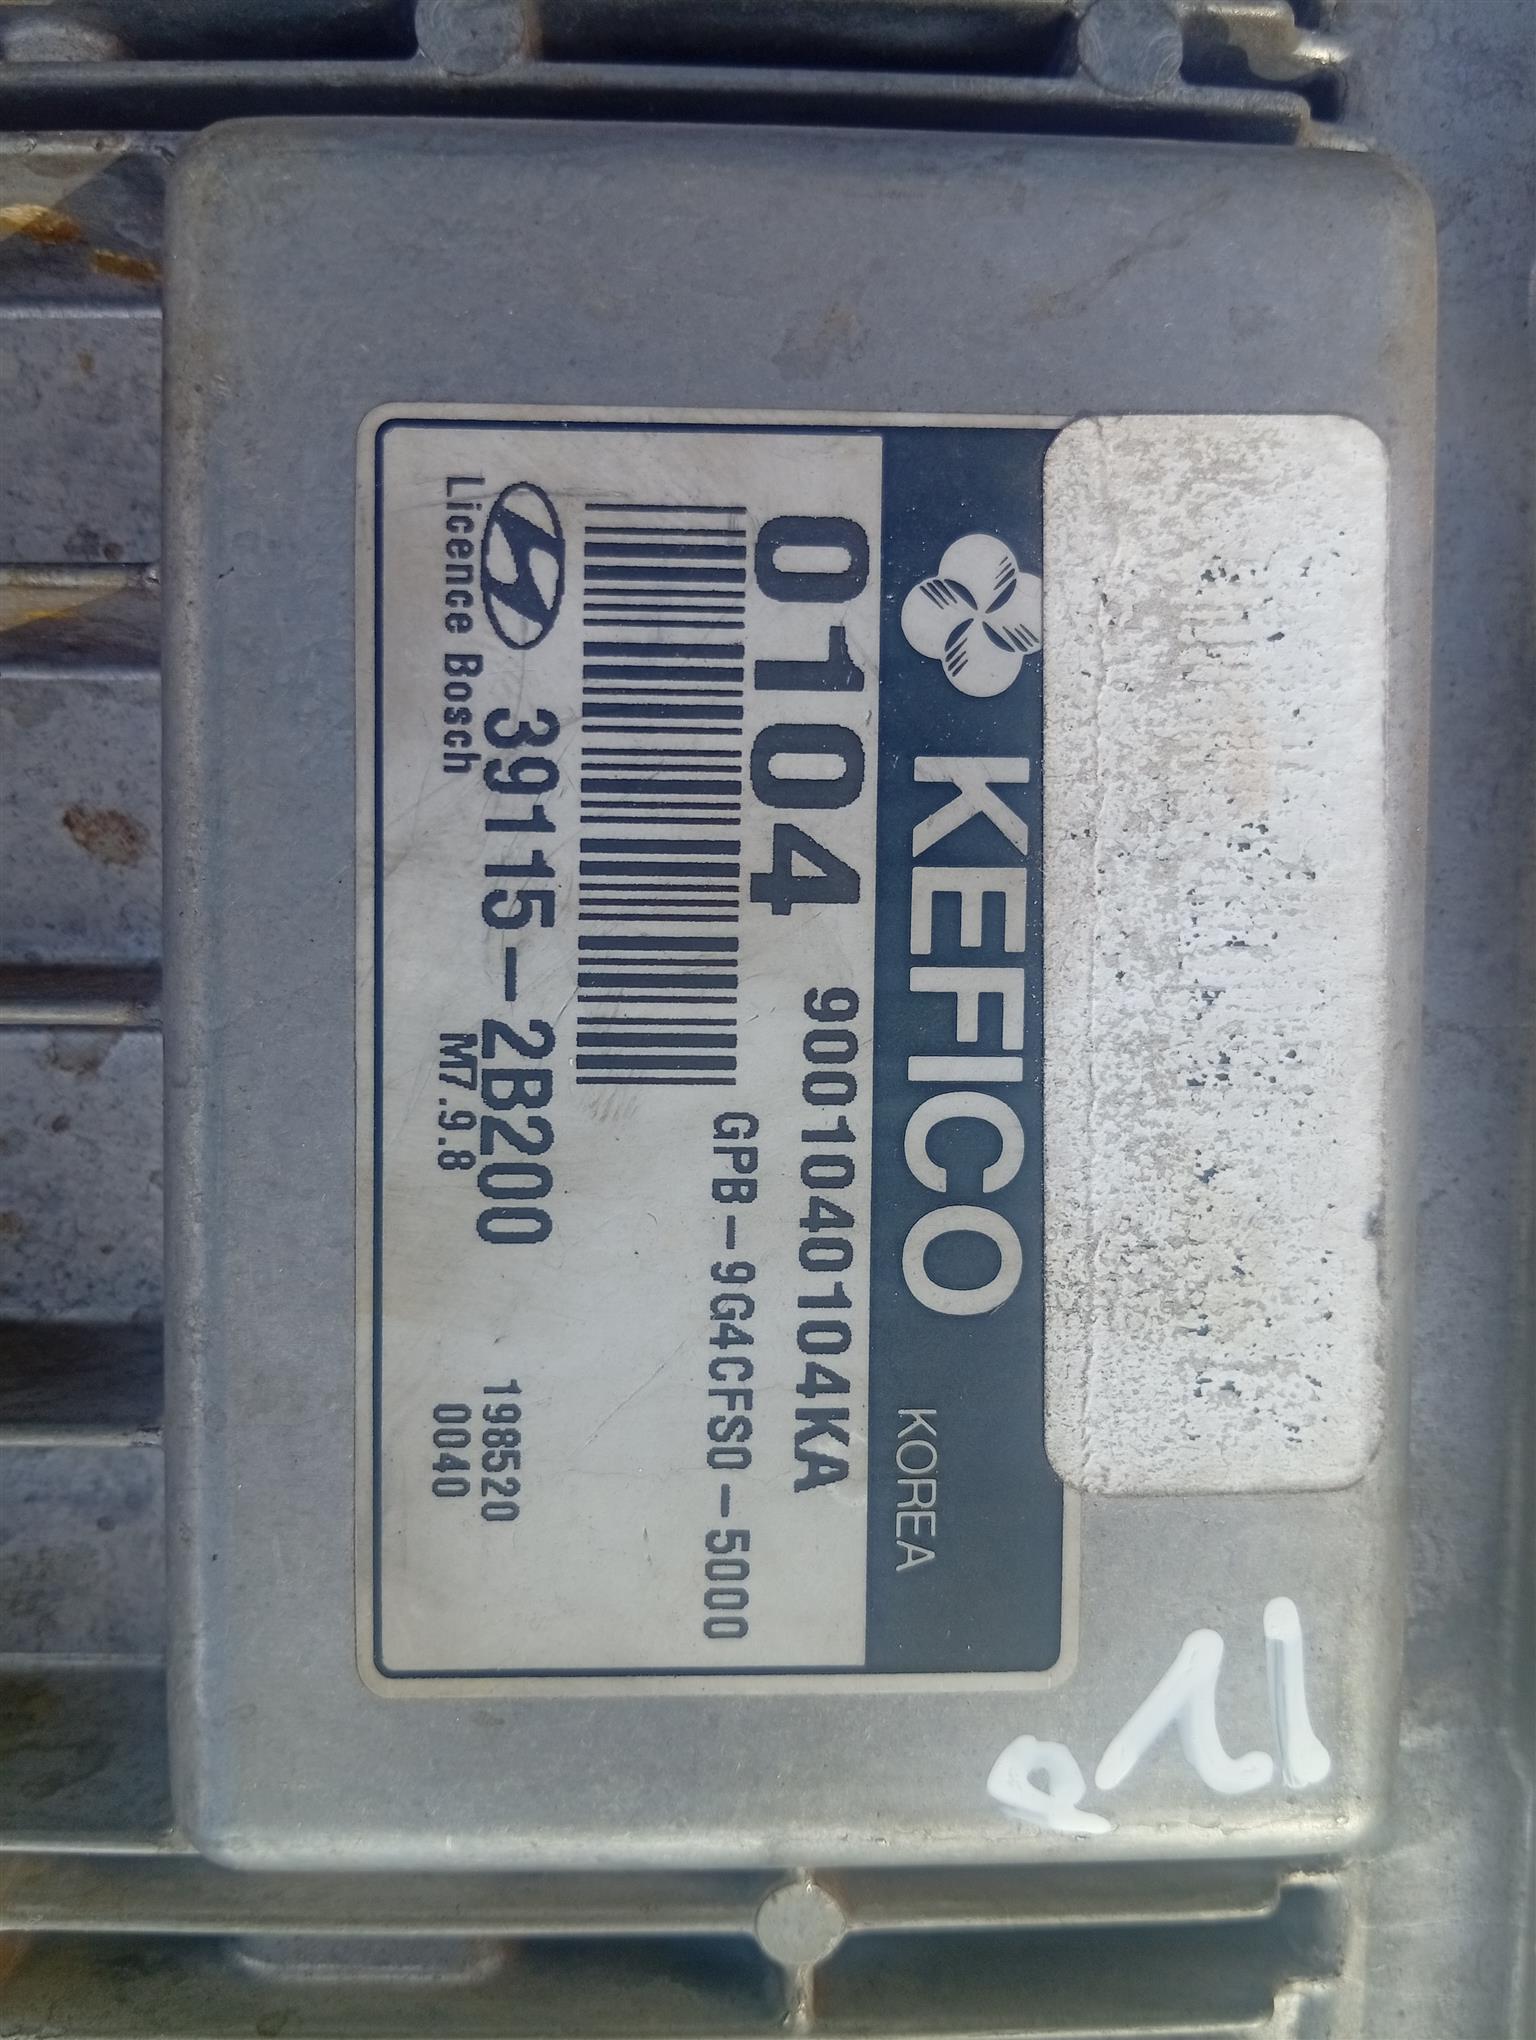 KEFICO KOREA
0104 9001040104KA
GPB-9G4CFS0-5000
39115-2B200 198520
Licence Bosch M7.9.8 0040